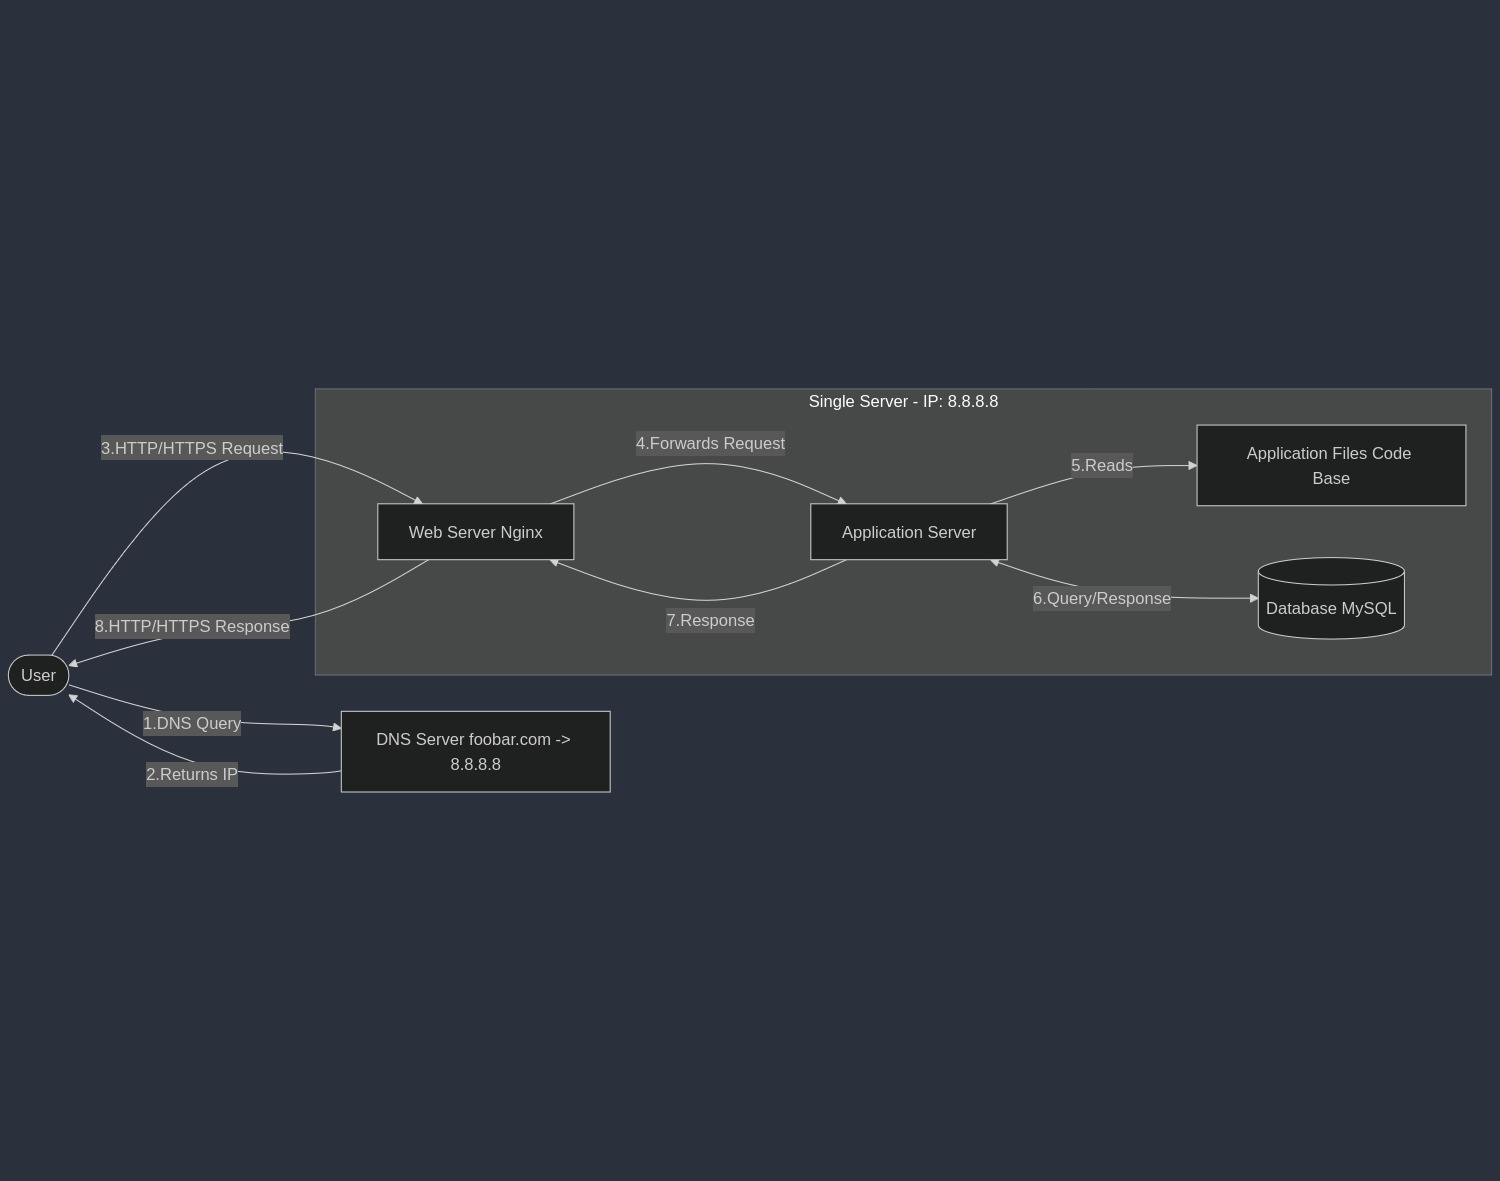 Single Server - IP: 8.8.8.8
3.HTTP/HTTPS Request
4.Forwards Request
5.Reads
Application Files Code
Base
Web Server Nginx
Application Server
6.Query/Response
Database MySQL
7.Response
8.HTTP/HTTPS Response
User
1.DNS Query
2.Returns IP
DNS Server foobar.com ->
8.8.8.8